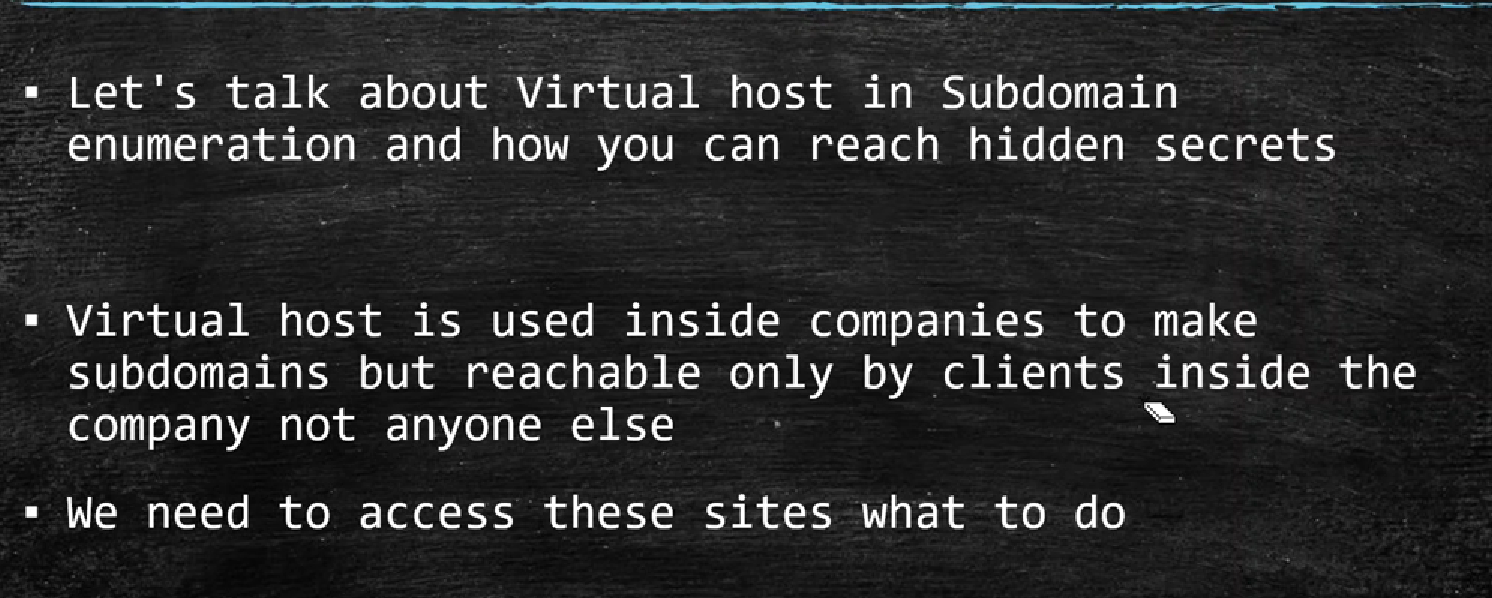 ▪ Let's talk about Virtual host in Subdomain
enumeration and how you can reach hidden secrets
▪ Virtual host is used inside companies to make
subdomains but reachable only by clients inside the
company not anyone else
▪ We need to access these sites what to do